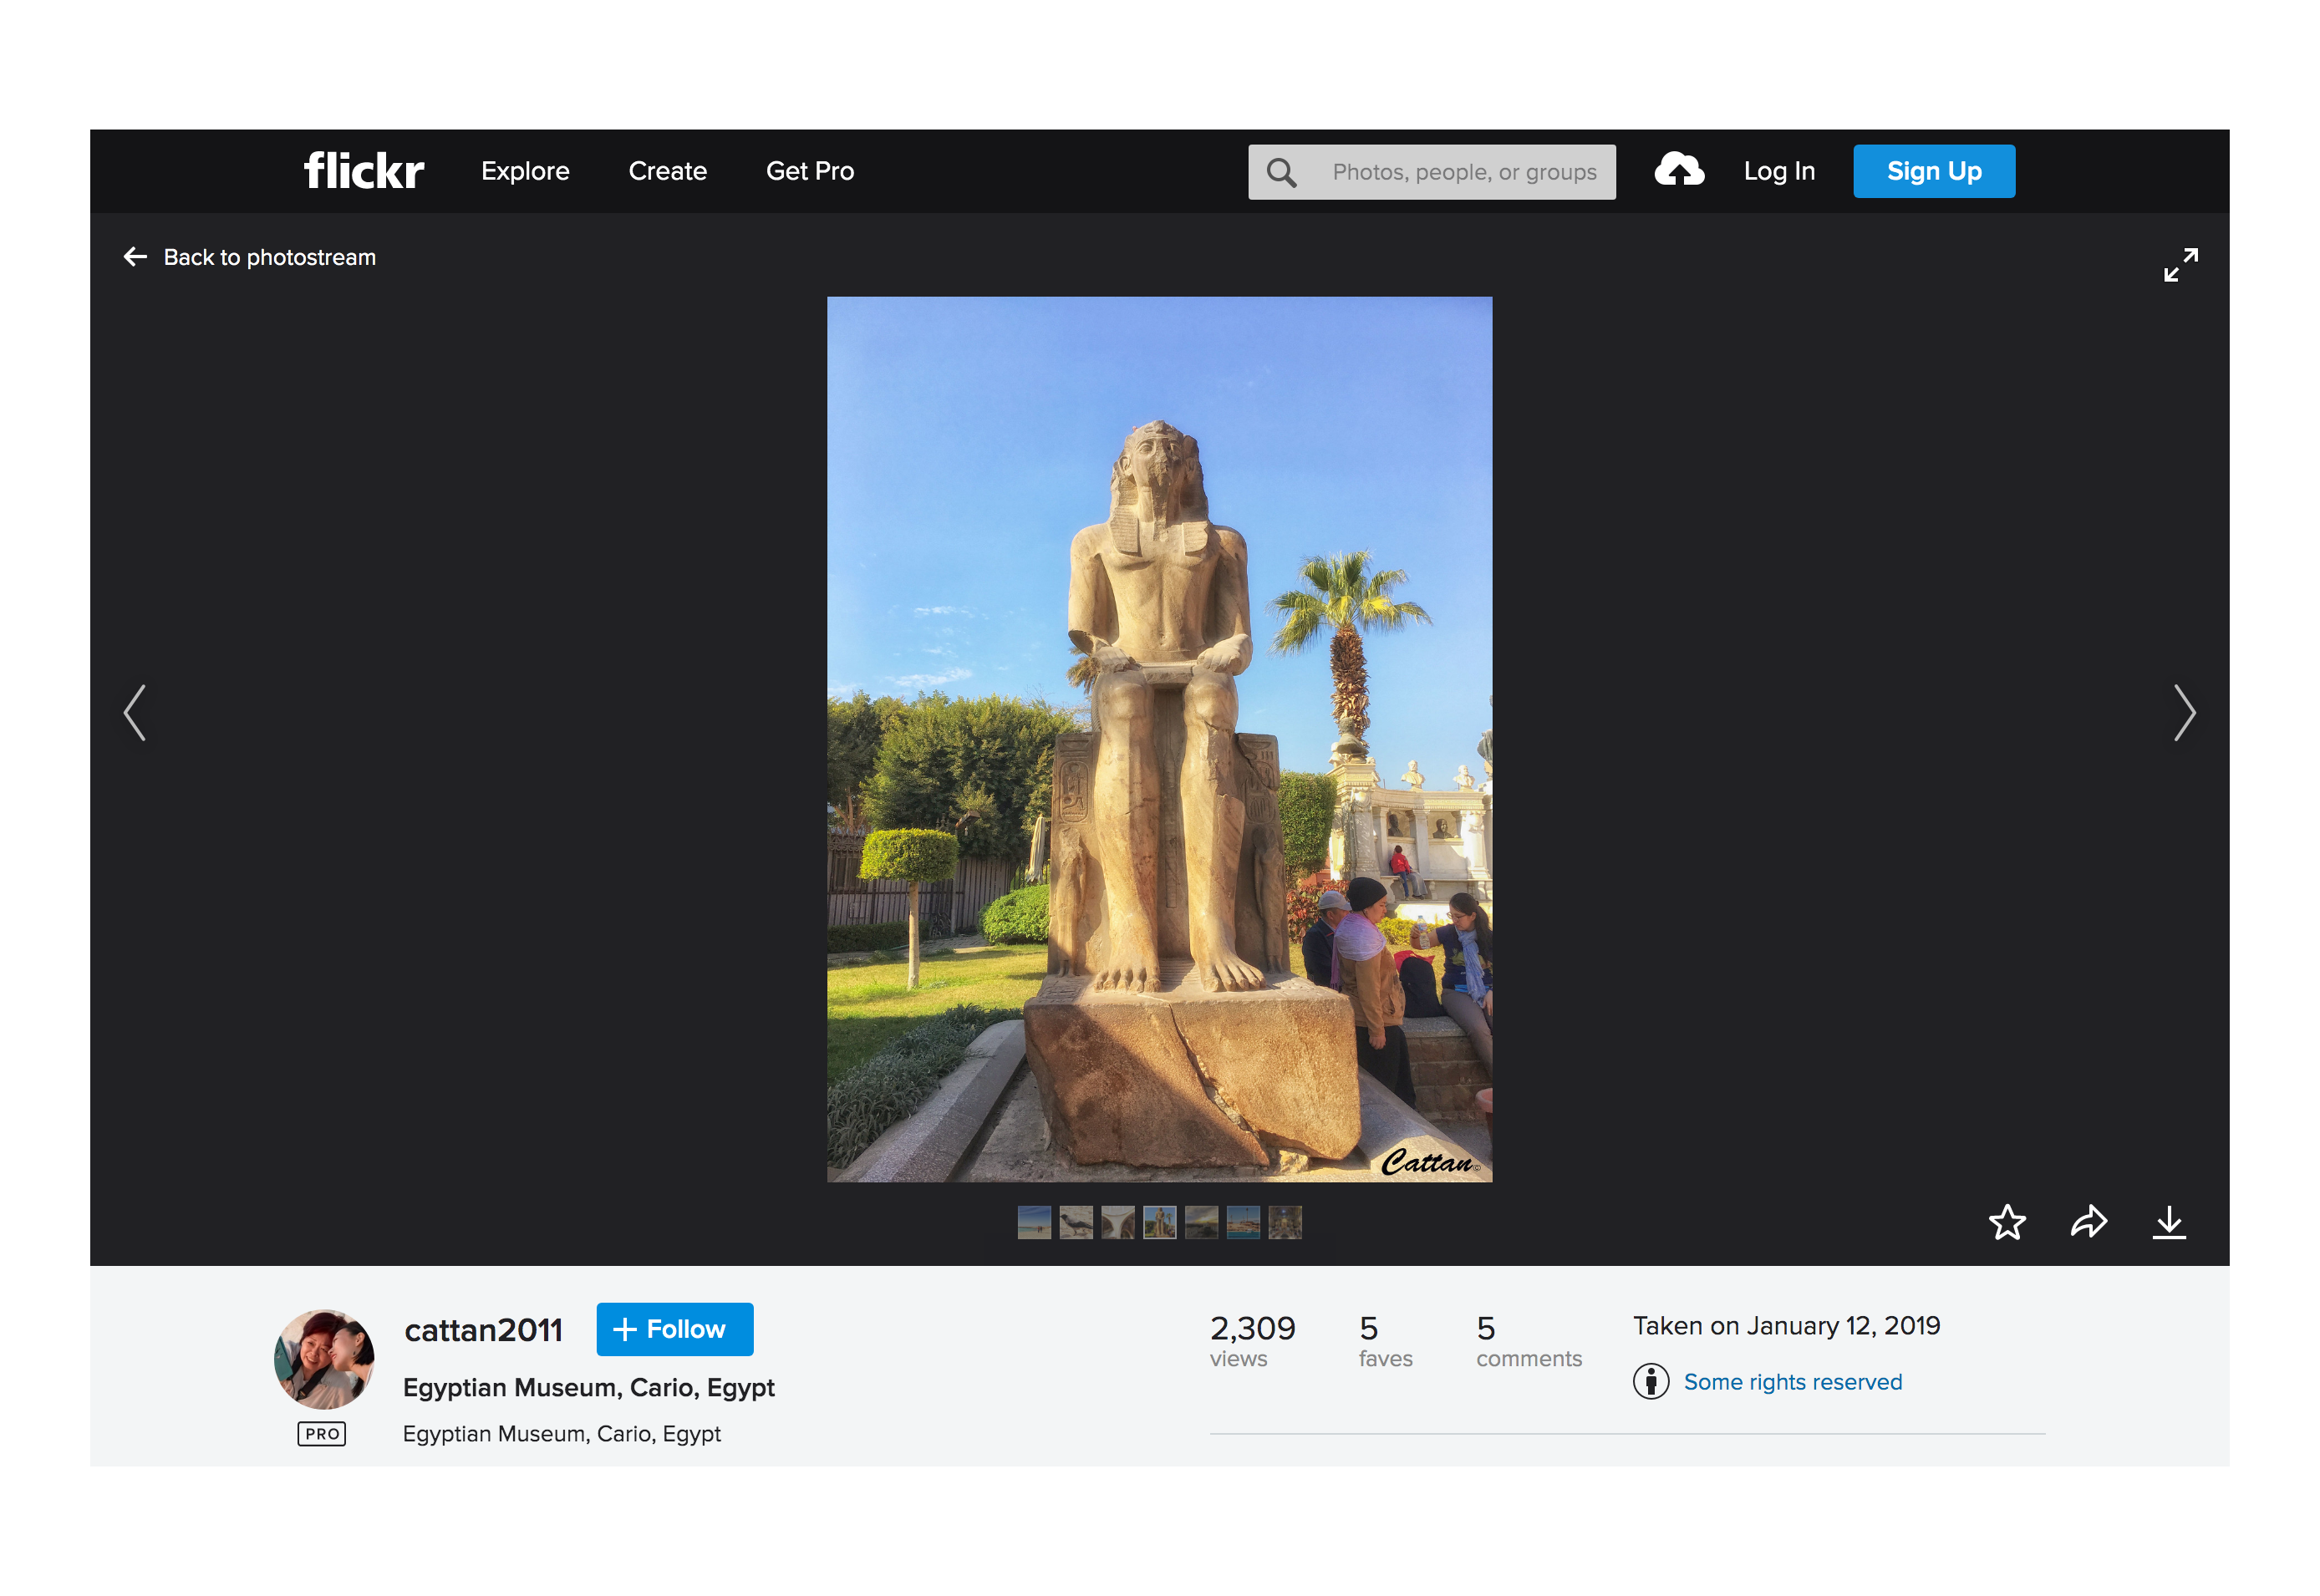 flickr Explore Create Get Pro Photos, people, or groups Log In Sign Up
Back to photostream
Cattan©
cattan2011 + Follow
Egyptian Museum, Cario, Egypt
PRO Egyptian Museum, Cario, Egypt
2,309 views
5 faves
5 comments
Taken on January 12, 2019
Some rights reserved